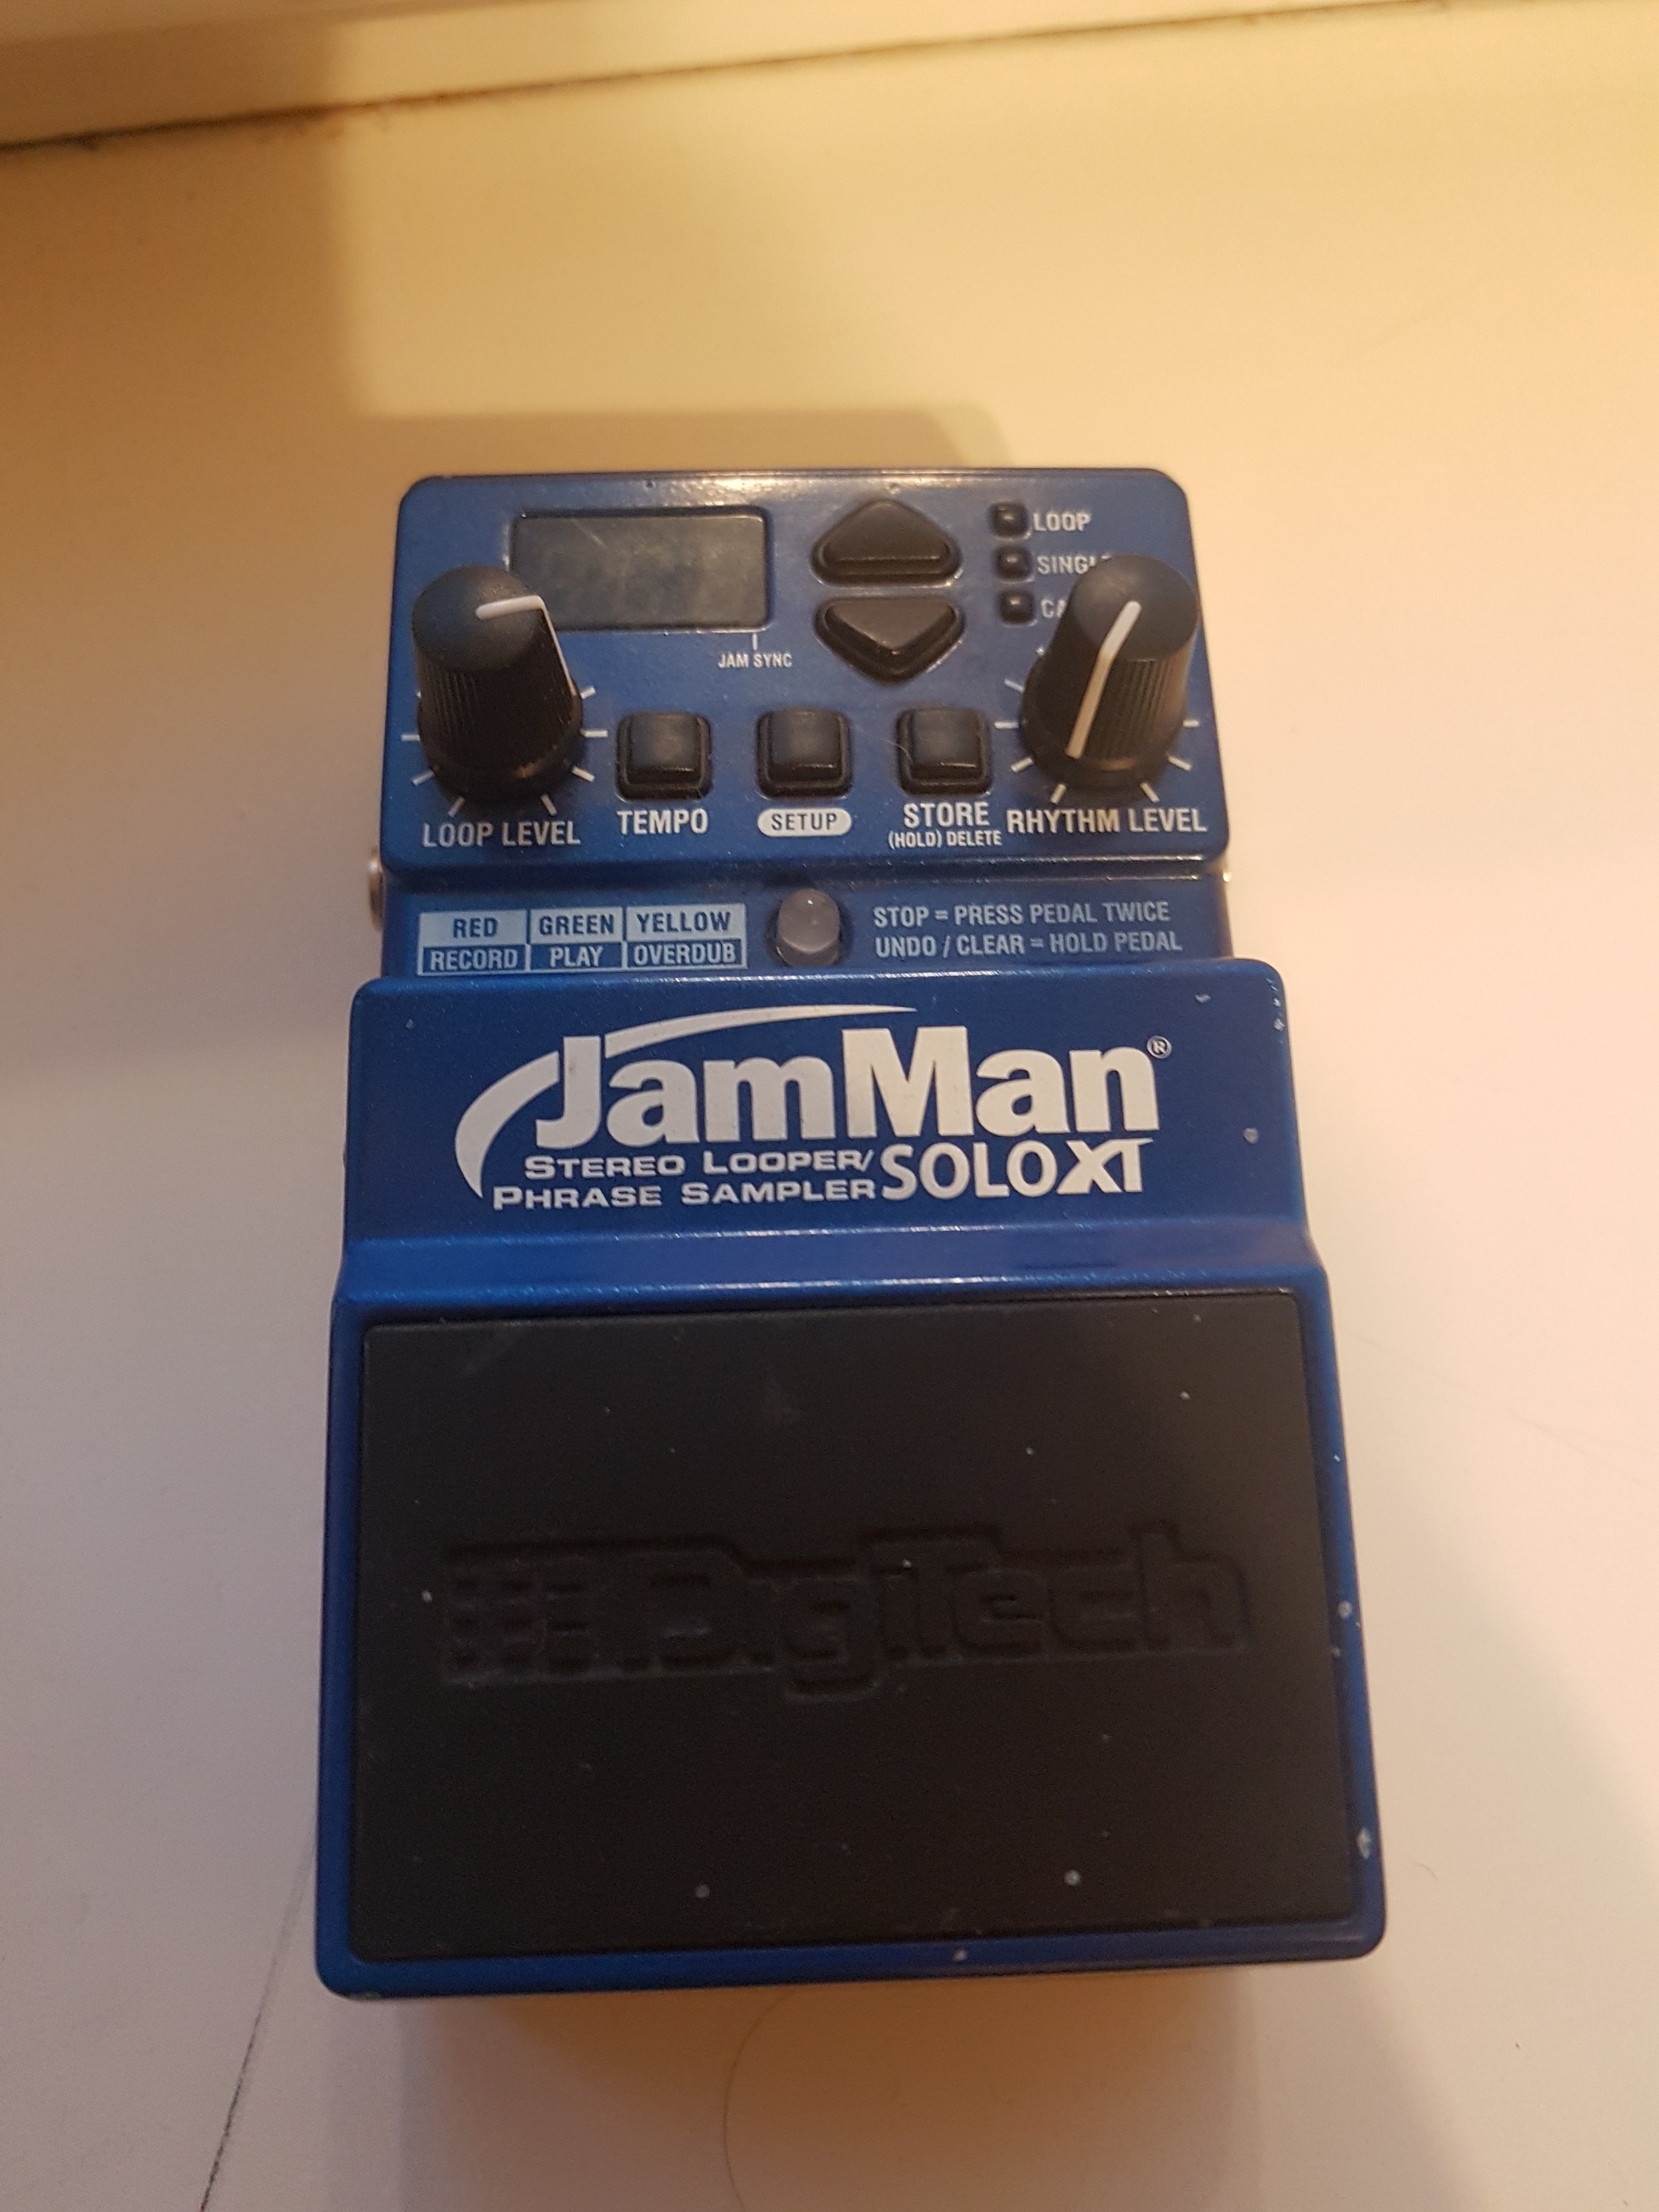 LOOP
JAM SYNC
LOOP LEVEL
TEMPO
SETUP
STORE
(HOLD) DELETE
RHYTHM LEVEL
RED GREEN YELLOW
RECORD PLAY OVERDUB
STOP = PRESS PEDAL TWICE
UNDO / CLEAR = HOLD PEDAL
JamMan®
STEREO LOOPER/
PHRASE SAMPLER
SOLO XT
DigiTech